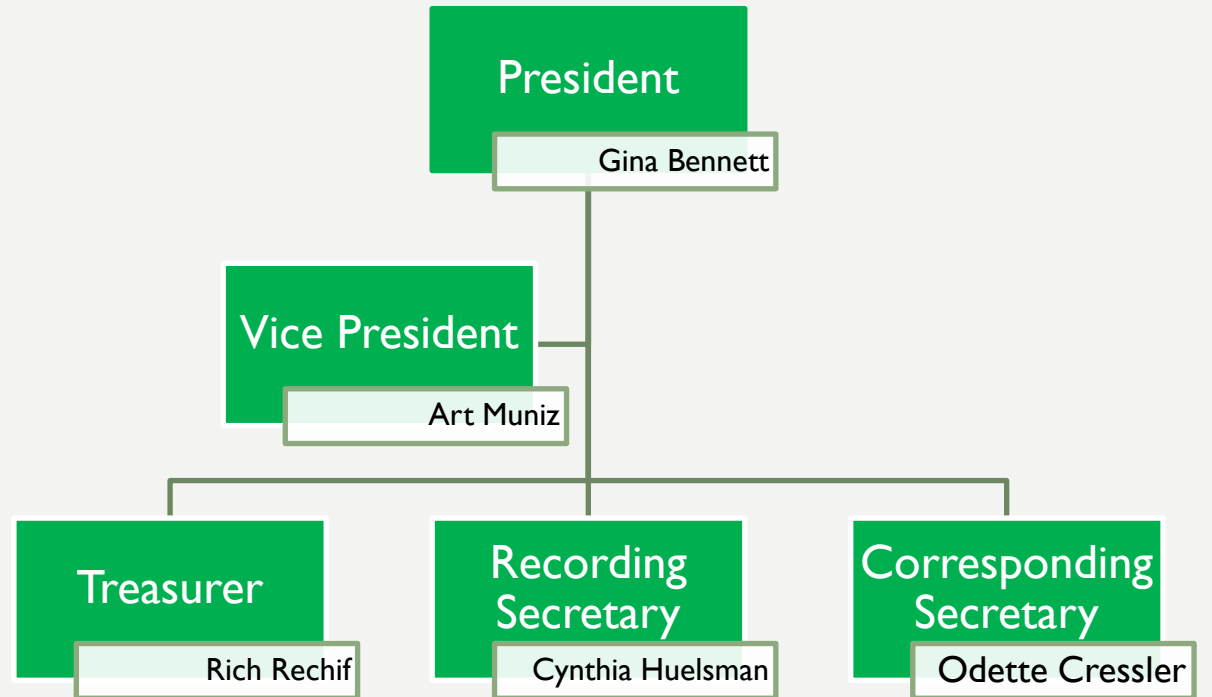 President
Gina Bennett
Vice President
Art Muniz
Treasurer
Rich Rechif
Recording
Secretary
Cynthia Huelsman
Corresponding
Secretary
Odette Cressler